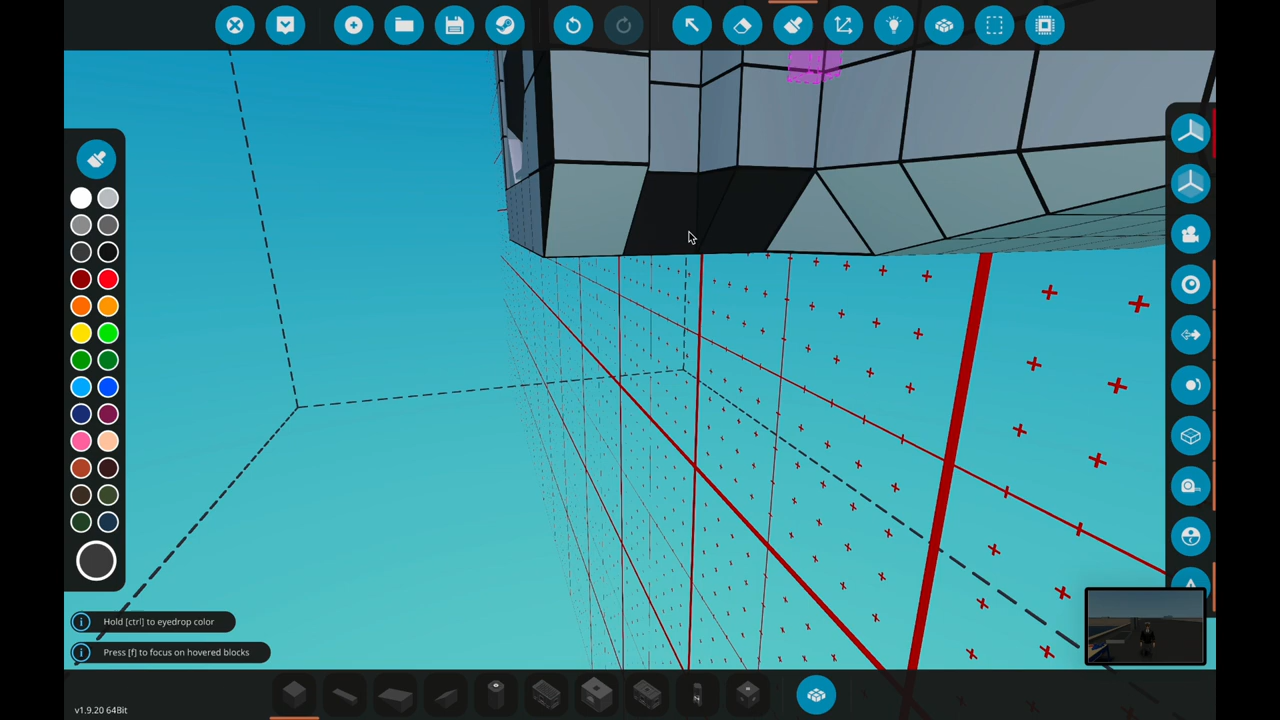 Hold [ctrl] to eyedrop color
Press [f] to focus on hovered blocks
v1.9.20 64Bit